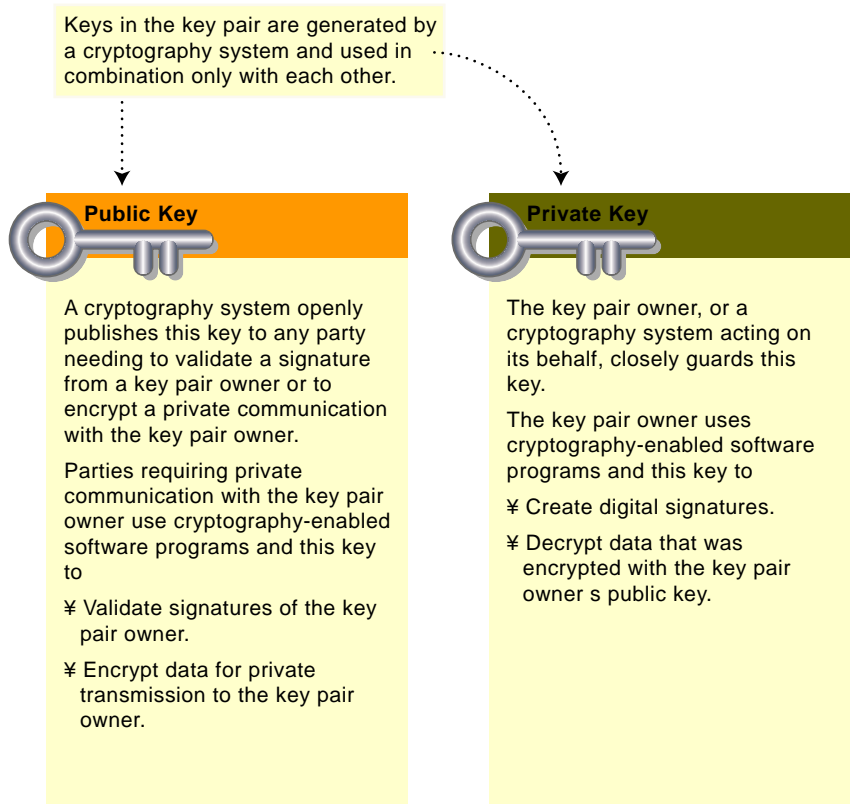 Keys in the key pair are generated by
a cryptography system and used in
combination only with each other.
Public Key
A cryptography system openly
publishes this key to any party
needing to validate a signature
from a key pair owner or to
encrypt a private communication
with the key pair owner.
Parties requiring private
communication with the key pair
owner use cryptography-enabled
software programs and this key
to
¥ Validate signatures of the key
pair owner.
¥ Encrypt data for private
transmission to the key pair
owner.
Private Key
The key pair owner, or a
cryptography system acting on
its behalf, closely guards this
key.
The key pair owner uses
cryptography-enabled software
programs and this key to
¥ Create digital signatures.
¥ Decrypt data that was
encrypted with the key pair
owner s public key.